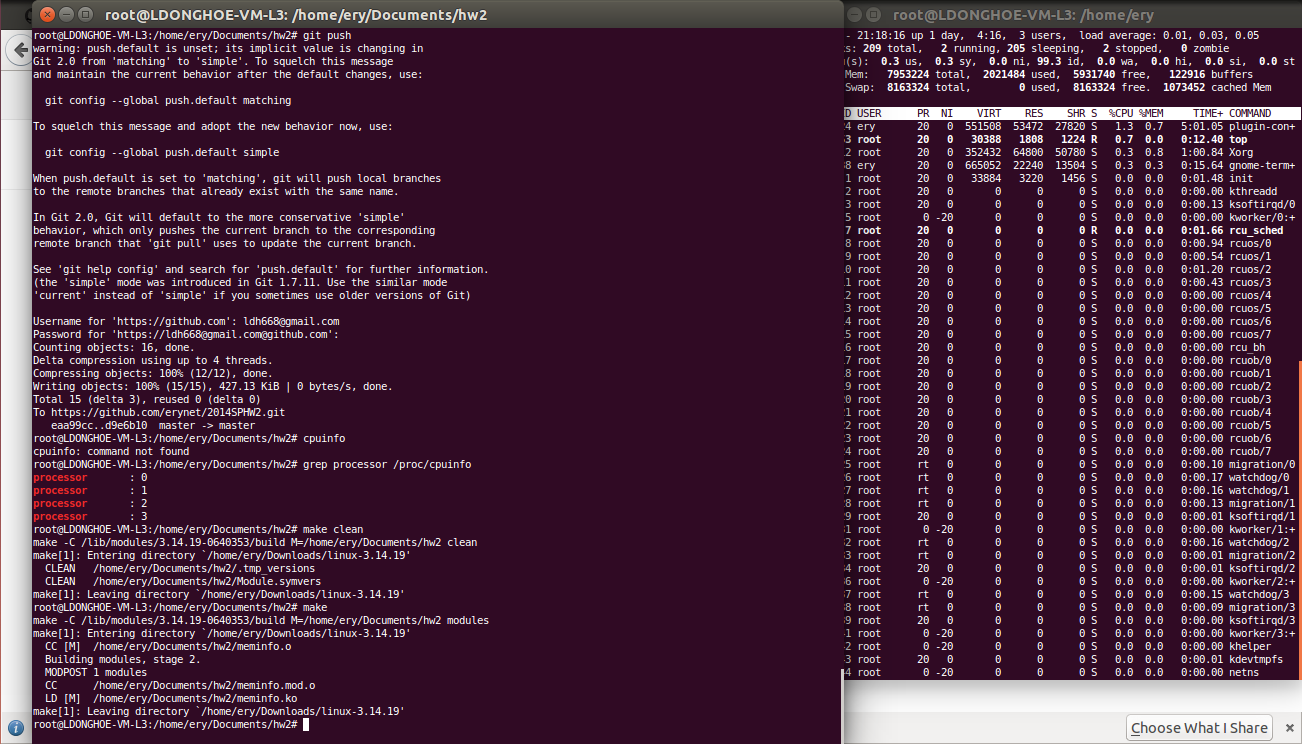 root@LDONGHOE-VM-L3: /home/ery/Documents/hw2
root@LDONGHOE-VM-L3:/home/ery/Documents/hw2# git push
warning: push.default is unset; its implicit value is changing in
Git 2.0 from 'matching' to 'simple'. To squelch this message
and maintain the current behavior after the default changes, use:
git config --global push.default matching
To squelch this message and adopt the new behavior now, use:
git config --global push.default simple
When push.default is set to 'matching', git will push local branches
to the remote branches that already exist with the same name.
In Git 2.0, Git will default to the more conservative 'simple'
behavior, which only pushes the current branch to the corresponding
remote branch that 'git pull' uses to update the current branch.
See 'git help config' and search for 'push.default' for further information.
(the 'simple' mode was introduced in Git 1.7.11. Use the similar mode
'current' instead of 'simple' if you sometimes use older versions of Git)
Username for 'https://github.com': ldh668@gmail.com
Password for 'https://ldh668@gmail.com@github.com':
Counting objects: 16, done.
Delta compression using up to 4 threads.
Compressing objects: 100% (12/12), done.
Writing objects: 100% (15/15), 427.13 KiB | 0 bytes/s, done.
Total 15 (delta 3), reused 0 (delta 0)
To https://github.com/erynet/2014SPHW2.git
eaa99cc..d9e6b10 master -> master
root@LDONGHOE-VM-L3:/home/ery/Documents/hw2# cpuinfo
cpuinfo: command not found
root@LDONGHOE-VM-L3:/home/ery/Documents/hw2# grep processor /proc/cpuinfo
processor : 0
processor : 1
processor : 2
processor : 3
root@LDONGHOE-VM-L3:/home/ery/Documents/hw2# make clean
make -C /lib/modules/3.14.19-0640353/build M=/home/ery/Documents/hw2 clean
make[1]: Entering directory `/home/ery/Downloads/linux-3.14.19'
CLEAN /home/ery/Documents/hw2/.tmp_versions
CLEAN /home/ery/Documents/hw2/Module.symvers
make[1]: Leaving directory `/home/ery/Downloads/linux-3.14.19'
root@LDONGHOE-VM-L3:/home/ery/Documents/hw2# make
make -C /lib/modules/3.14.19-0640353/build M=/home/ery/Documents/hw2 modules
make[1]: Entering directory `/home/ery/Downloads/linux-3.14.19'
CC [M] /home/ery/Documents/hw2/meminfo.o
Building modules, stage 2.
MODPOST 1 modules
CC /home/ery/Documents/hw2/meminfo.mod.o
LD [M] /home/ery/Documents/hw2/meminfo.ko
make[1]: Leaving directory `/home/ery/Downloads/linux-3.14.19'
root@LDONGHOE-VM-L3:/home/ery/Documents/hw2#
root@LDONGHOE-VM-L3: /home/ery
- 21:18:16 up 1 day, 4:16, 3 users, load average: 0.01, 0.03, 0.05
s: 209 total, 2 running, 205 sleeping, 2 stopped, 0 zombie
(s): 0.3 us, 0.3 sy, 0.0 ni, 99.3 id, 0.0 wa, 0.0 hi, 0.0 si, 0.0 st
Mem: 7953224 total, 2021484 used, 5931740 free, 122916 buffers
Swap: 8163324 total, 0 used, 8163324 free. 1073452 cached Mem
D USER PR NI VIRT RES SHR S %CPU %MEM TIME+ COMMAND
24 ery 20 0 551508 53472 27820 S 1.3 0.7 5:01.05 plugin-con+
53 root 20 0 30388 1808 1224 R 0.7 0.0 0:12.40 top
12 root 20 0 352432 64800 50780 S 0.3 0.8 1:00.84 Xorg
38 ery 20 0 665052 22240 13504 S 0.3 0.3 0:15.64 gnome-term+
1 root 20 0 33884 3220 1456 S 0.0 0.0 0:01.48 init
2 root 20 0 0 0 0 S 0.0 0.0 0:00.00 kthreadd
3 root 20 0 0 0 0 S 0.0 0.0 0:00.13 ksoftirqd/0
5 root 0 -20 0 0 0 S 0.0 0.0 0:00.00 kworker/0:+
7 root 20 0 0 0 0 R 0.0 0.0 0:01.66 rcu_sched
8 root 20 0 0 0 0 S 0.0 0.0 0:00.94 rcuos/0
9 root 20 0 0 0 0 S 0.0 0.0 0:00.54 rcuos/1
10 root 20 0 0 0 0 S 0.0 0.0 0:01.20 rcuos/2
11 root 20 0 0 0 0 S 0.0 0.0 0:00.43 rcuos/3
12 root 20 0 0 0 0 S 0.0 0.0 0:00.00 rcuos/4
13 root 20 0 0 0 0 S 0.0 0.0 0:00.00 rcuos/5
14 root 20 0 0 0 0 S 0.0 0.0 0:00.00 rcuos/6
15 root 20 0 0 0 0 S 0.0 0.0 0:00.00 rcuos/7
16 root 20 0 0 0 0 S 0.0 0.0 0:00.00 rcu_bh
17 root 20 0 0 0 0 S 0.0 0.0 0:00.00 rcuob/0
18 root 20 0 0 0 0 S 0.0 0.0 0:00.00 rcuob/1
19 root 20 0 0 0 0 S 0.0 0.0 0:00.00 rcuob/2
20 root 20 0 0 0 0 S 0.0 0.0 0:00.00 rcuob/3
21 root 20 0 0 0 0 S 0.0 0.0 0:00.00 rcuob/4
22 root 20 0 0 0 0 S 0.0 0.0 0:00.00 rcuob/5
23 root 20 0 0 0 0 S 0.0 0.0 0:00.00 rcuob/6
24 root 20 0 0 0 0 S 0.0 0.0 0:00.00 rcuob/7
25 root rt 0 0 0 0 S 0.0 0.0 0:00.10 migration/0
26 root rt 0 0 0 0 S 0.0 0.0 0:00.17 watchdog/0
27 root rt 0 0 0 0 S 0.0 0.0 0:00.16 watchdog/1
28 root rt 0 0 0 0 S 0.0 0.0 0:00.13 migration/1
29 root 20 0 0 0 0 S 0.0 0.0 0:00.01 ksoftirqd/1
31 root 0 -20 0 0 0 S 0.0 0.0 0:00.00 kworker/1:+
32 root rt 0 0 0 0 S 0.0 0.0 0:00.16 watchdog/2
33 root rt 0 0 0 0 S 0.0 0.0 0:00.01 migration/2
34 root 20 0 0 0 0 S 0.0 0.0 0:00.01 ksoftirqd/2
36 root 0 -20 0 0 0 S 0.0 0.0 0:00.00 kworker/2:+
37 root rt 0 0 0 0 S 0.0 0.0 0:00.15 watchdog/3
38 root rt 0 0 0 0 S 0.0 0.0 0:00.09 migration/3
39 root 20 0 0 0 0 S 0.0 0.0 0:00.00 ksoftirqd/3
41 root 0 -20 0 0 0 S 0.0 0.0 0:00.00 kworker/3:+
42 root 0 -20 0 0 0 S 0.0 0.0 0:00.00 khelper
43 root 20 0 0 0 0 S 0.0 0.0 0:00.01 kdevtmpfs
44 root 0 -20 0 0 0 S 0.0 0.0 0:00.00 netns
Choose What I Share